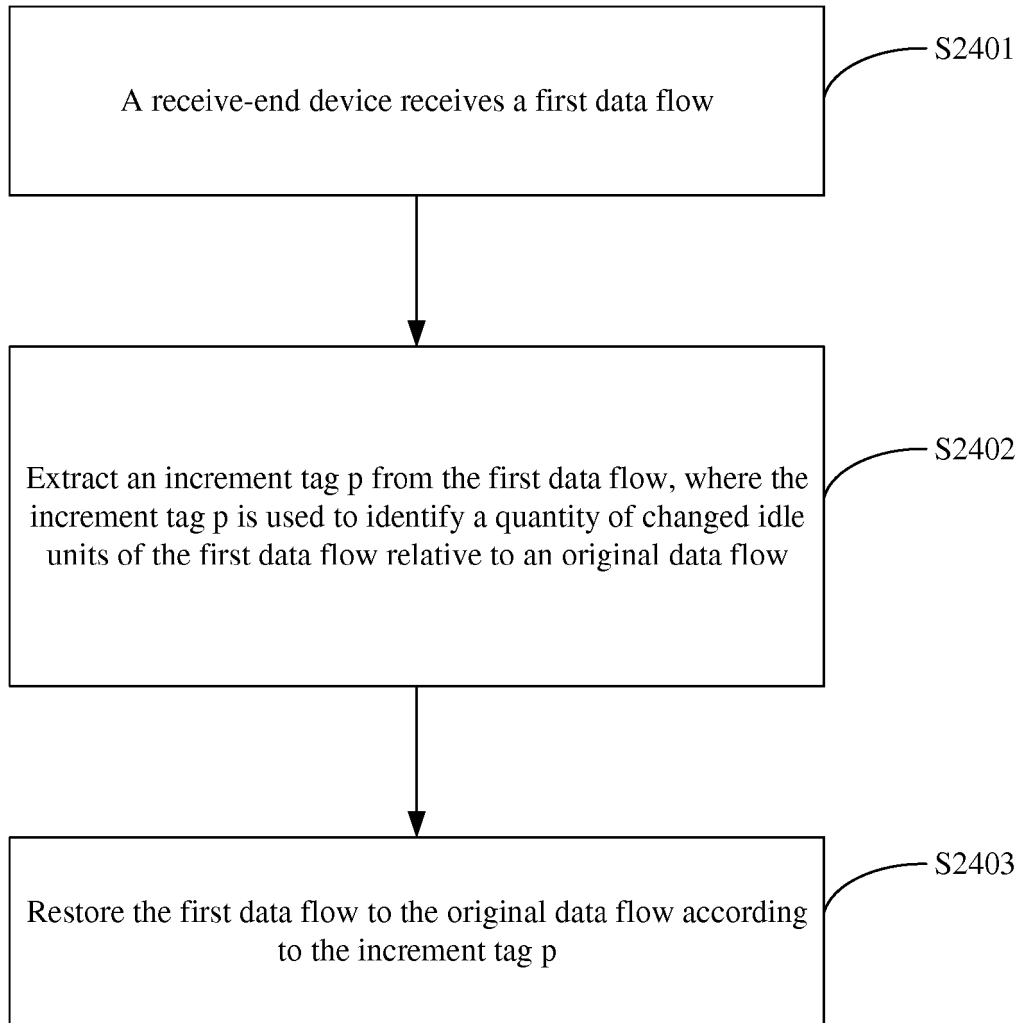 S2401
A receive-end device receives a first data flow
S2402
Extract an increment tag p from the first data flow, where the
increment tag p is used to identify a quantity of changed idle
units of the first data flow relative to an original data flow
S2403
Restore the first data flow to the original data flow according
to the increment tag p